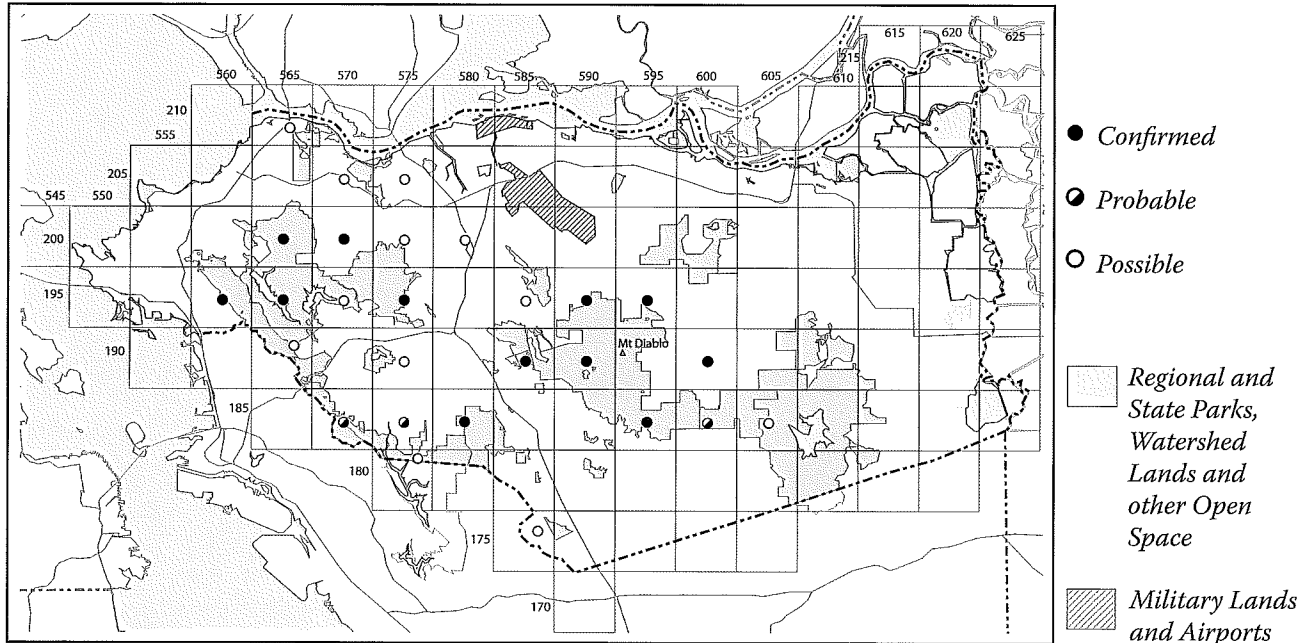 615
620
625
215
610
560
565
570
575
580
585
590
595
600
605
210
555
205
545
550
200
195
190
185
180
175
170
Mt Diablo
Confirmed
Probable
Possible
Regional and
State Parks,
Watershed
Lands and
other Open
Space
Military Lands
and Airports